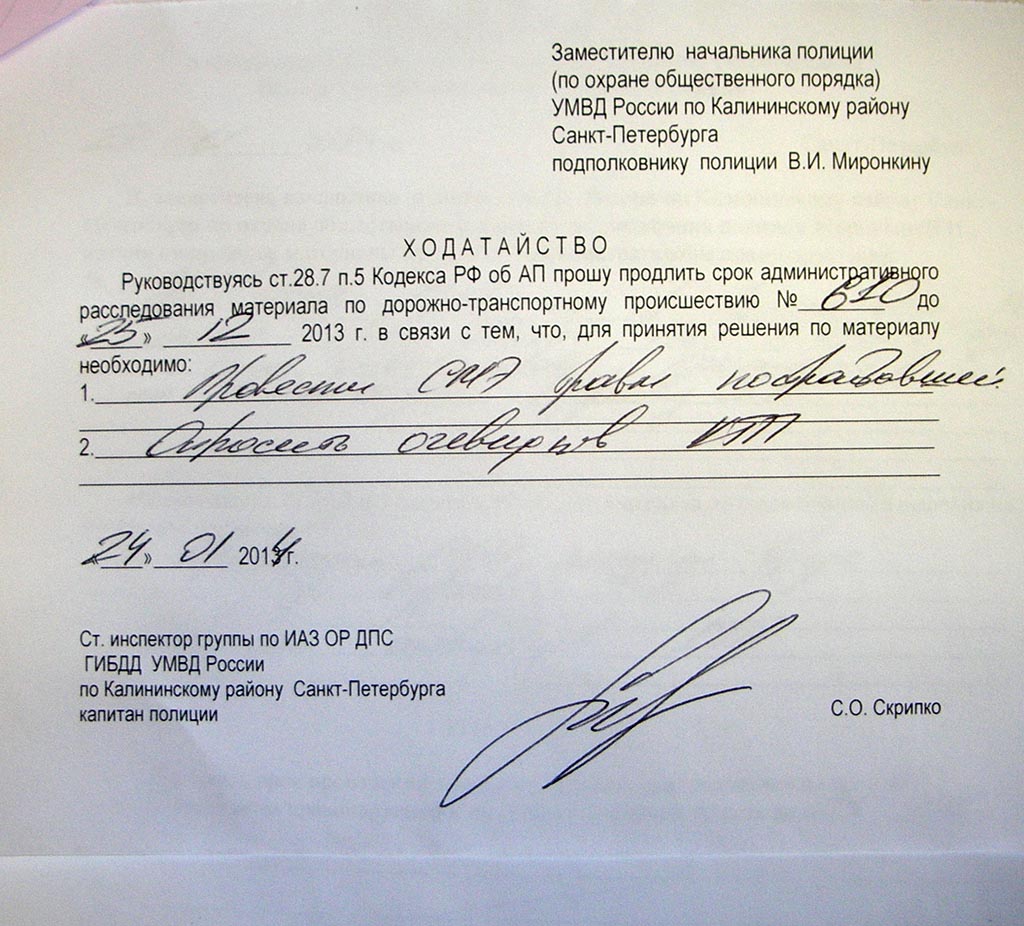 Заместителю начальника полиции
(по охране общественного порядка)
УМВД России по Калининскому району
Санкт-Петербурга
подполковнику полиции В.И. Миронкину
ХОДАТАЙСТВО
Руководствуясь ст.28.7 п.5 Кодекса РФ об АП прошу продлить срок административного
расследования материала по дорожно-транспортному происшествию № 610 до
«25» 12 2013 г. в связи с тем, что, для принятия решения по материалу
необходимо:
1. Провести СМЭ травм пострадавшей.
2. Опросить очевидцев ДТП
«24» 01 2014 г.
Ст. инспектор группы по ИАЗ ОР ДПС
ГИБДД УМВД России
по Калининскому району Санкт-Петербурга
капитан полиции
С.О. Скрипко